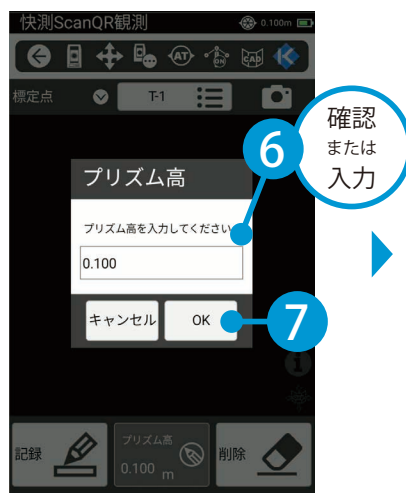 快測ScanQR観測
0.100m
AT
ON
CAD
標定点
T-1
6
確認
または
入力
プリズム高
プリズム高を入力してください
0.100
キャンセル
OK
7
i
記録
プリズム高
0.100 m
削除